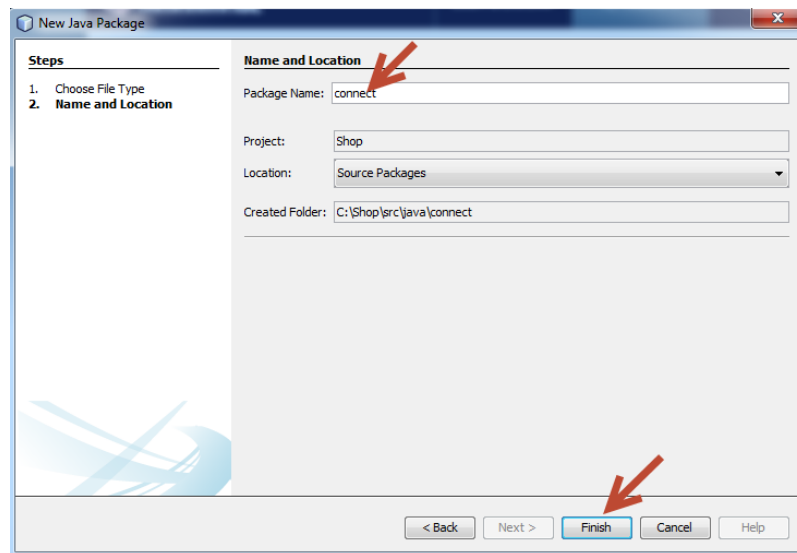 New Java Package
Steps
1. Choose File Type
2. Name and Location
Name and Location
Package Name: connect
Project: Shop
Location: Source Packages
Created Folder: C:\Shop\src\java\connect
< Back Next > Finish Cancel Help